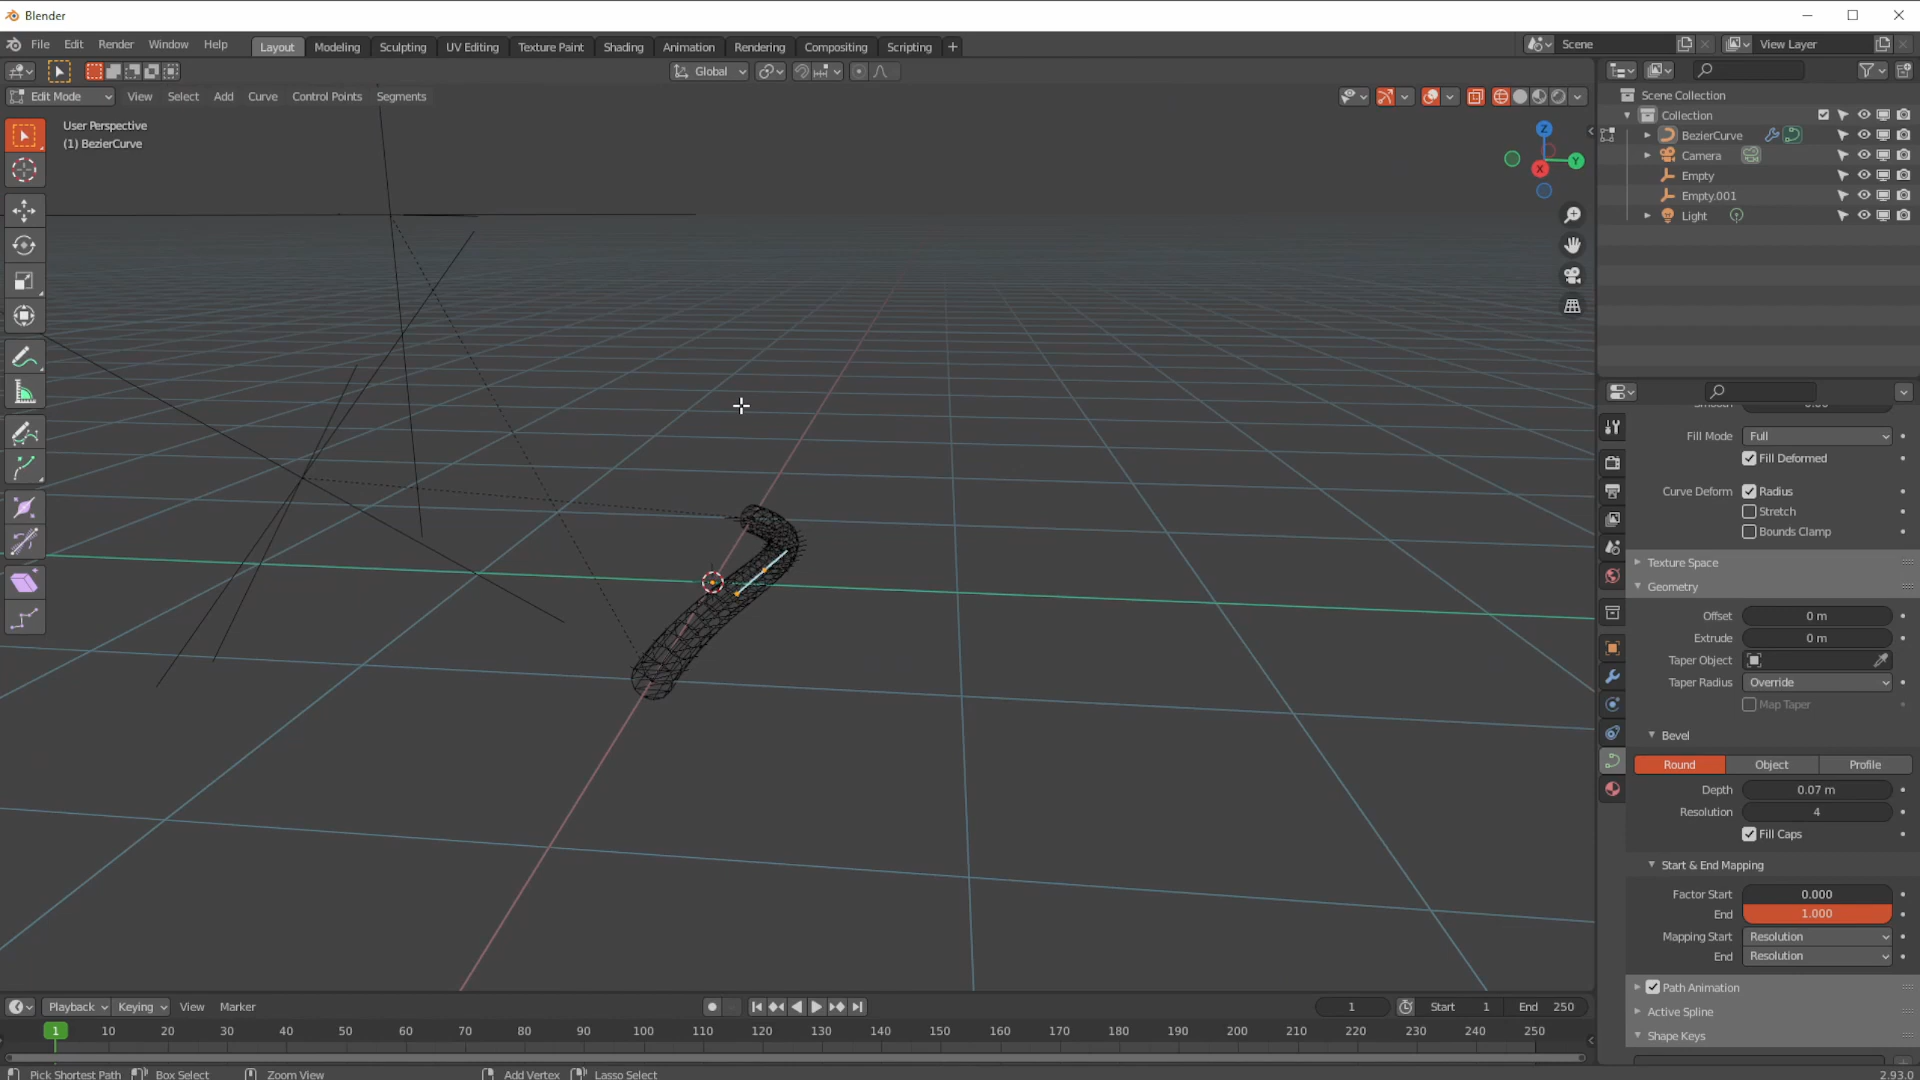 Blender
File Edit Render Window Help
Layout Modeling Sculpting UV Editing Texture Paint Shading Animation Rendering Compositing Scripting
Scene
View Layer
Global
Edit Mode View Select Add Curve Control Points Segments
User Perspective
(1) BezierCurve
Z
Y
X
Scene Collection
Collection
BezierCurve
Camera
Empty
Empty.001
Light
Fill Mode Full
Fill Deformed
Curve Deform Radius
Stretch
Bounds Clamp
Texture Space
Geometry
Offset 0 m
Extrude 0 m
Taper Object
Taper Radius Override
Map Taper
Bevel
Round Object Profile
Depth 0.07 m
Resolution 4
Fill Caps
Start & End Mapping
Factor Start 0.000
End 1.000
Mapping Start Resolution
End Resolution
Path Animation
Active Spline
Shape Keys
Playback Keying View Marker
1 Start 1 End 250
1 10 20 30 40 50 60 70 80 90 100 110 120 130 140 150 160 170 180 190 200 210 220 230 240 250
Pick Shortest Path Box Select Zoom View Add Vertex Lasso Select 2.93.0